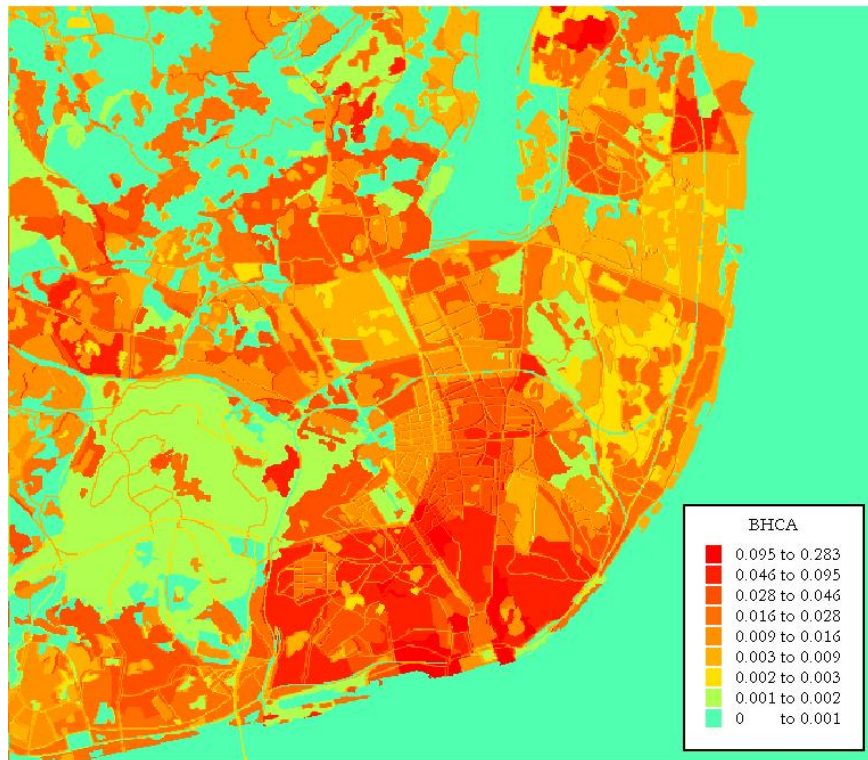 BHCA
0.095 to 0.283
0.046 to 0.095
0.028 to 0.046
0.016 to 0.028
0.009 to 0.016
0.003 to 0.009
0.002 to 0.003
0.001 to 0.002
0 to 0.001